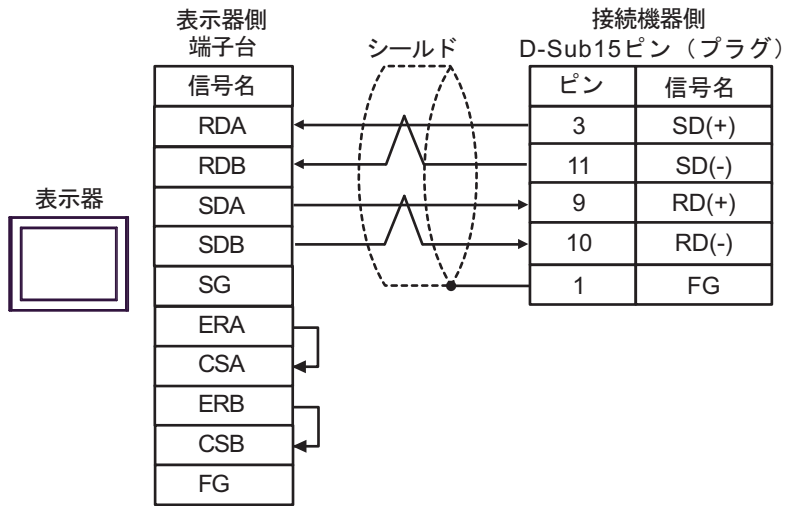 表示器側
端子台
シールド
接続機器側
D-Sub15ピン（プラグ）
信号名
ピン 信号名
RDA
3 SD(+)
RDB
11 SD(-)
SDA
9 RD(+)
SDB
10 RD(-)
SG
1 FG
ERA
CSA
ERB
CSB
FG
表示器